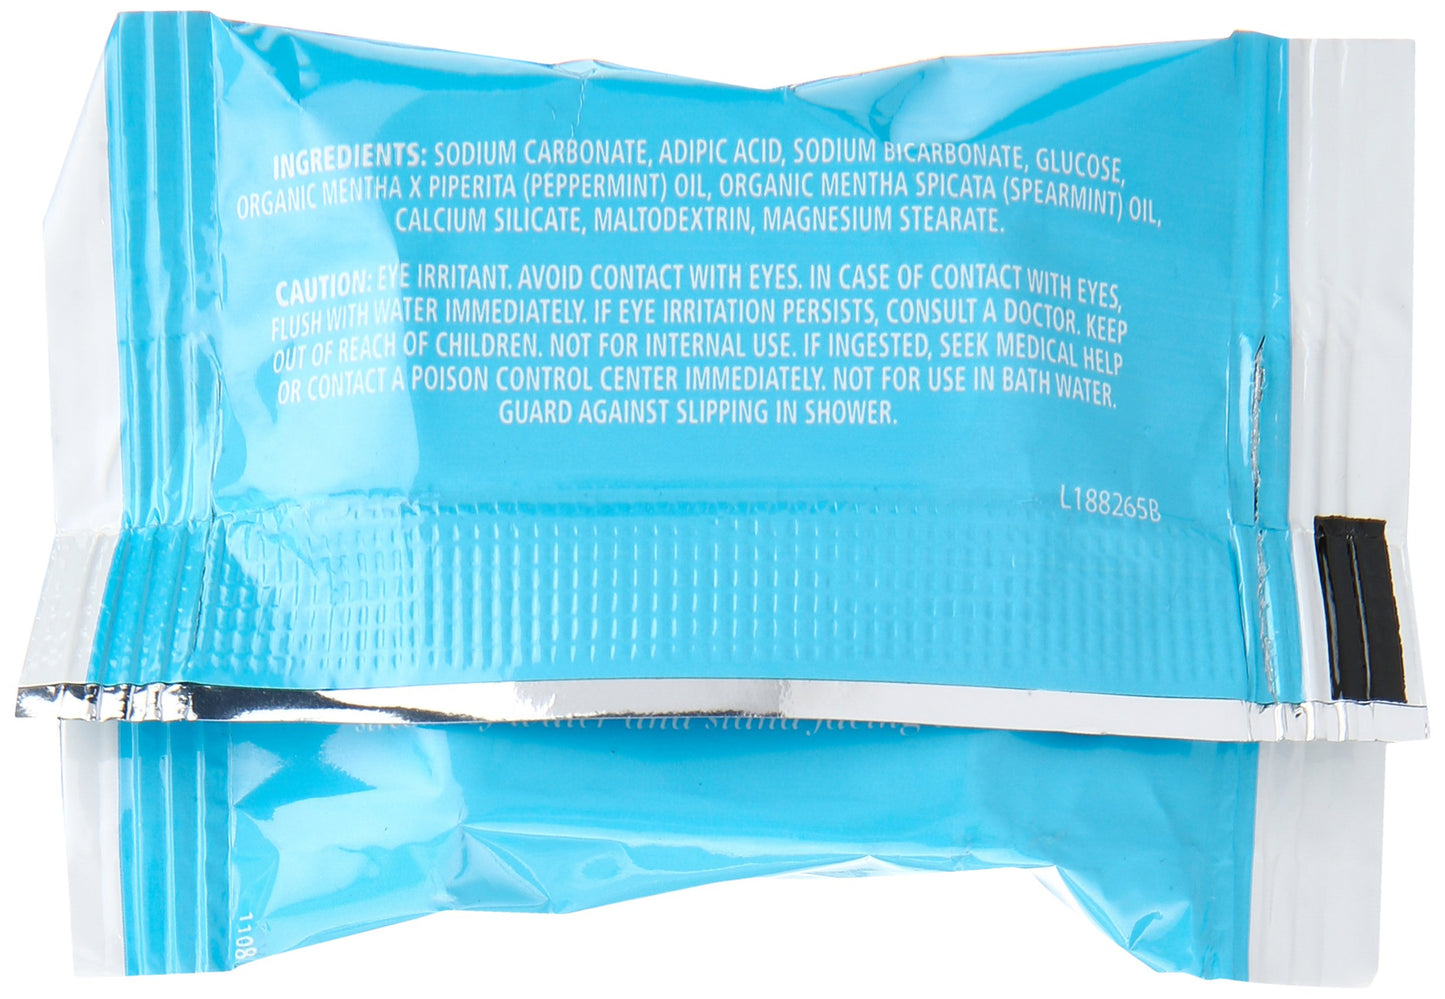 INGREDIENTS: SODIUM CARBONATE, ADIPIC ACID, SODIUM BICARBONATE, GLUCOSE,
ORGANIC MENTHA X PIPERITA (PEPPERMINT) OIL, ORGANIC MENTHA SPICATA (SPEARMINT) OIL,
CALCIUM SILICATE, MALTODEXTRIN, MAGNESIUM STEARATE.
CAUTION: EYE IRRITANT. AVOID CONTACT WITH EYES. IN CASE OF CONTACT WITH EYES,
FLUSH WITH WATER IMMEDIATELY. IF EYE IRRITATION PERSISTS, CONSULT A DOCTOR. KEEP
OUT OF REACH OF CHILDREN. NOT FOR INTERNAL USE. IF INGESTED, SEEK MEDICAL HELP
OR CONTACT A POISON CONTROL CENTER IMMEDIATELY. NOT FOR USE IN BATH WATER.
GUARD AGAINST SLIPPING IN SHOWER.
L188265B
and stand facing
1108